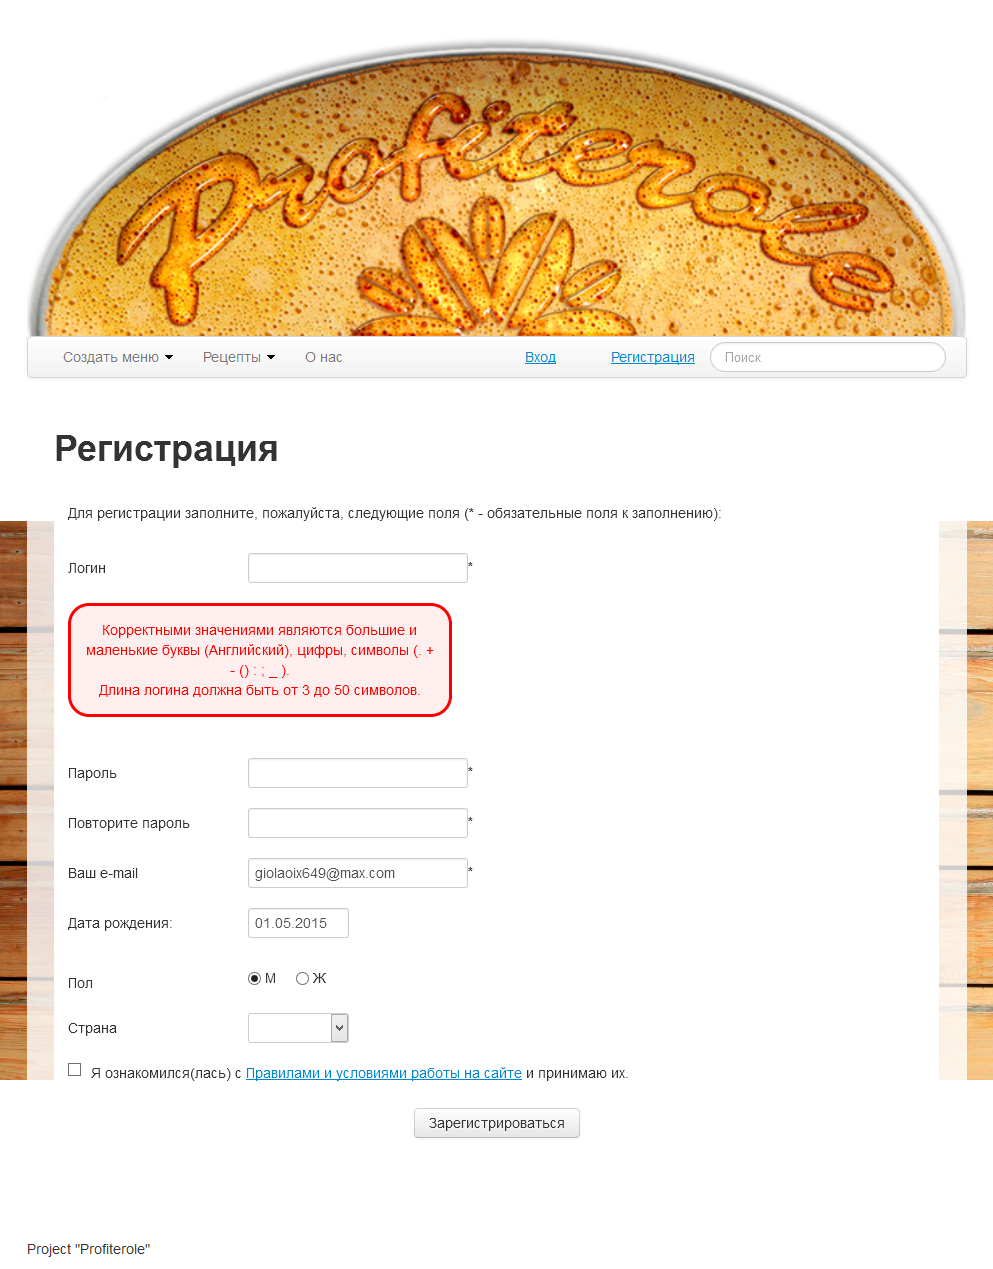 Profiterole
Создать меню Рецепты О нас Вход Регистрация Поиск
Регистрация
Для регистрации заполните, пожалуйста, следующие поля (* - обязательные поля к заполнению):
Логин *
Корректными значениями являются большие и
маленькие буквы (Английский), цифры, символы (. +
- () : ; _ ).
Длина логина должна быть от 3 до 50 символов.
Пароль *
Повторите пароль *
Ваш e-mail giolaoix649@max.com *
Дата рождения: 01.05.2015
Пол М Ж
Страна
Я ознакомился(лась) с Правилами и условиями работы на сайте и принимаю их.
Зарегистрироваться
Project "Profiterole"